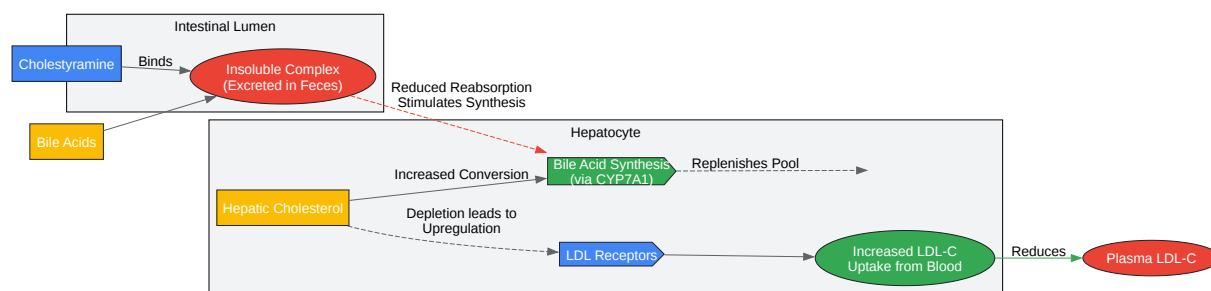 Intestinal Lumen
Cholestyramine
Binds
Insoluble Complex
(Excreted in Feces)
Bile Acids
Reduced Reabsorption
Stimulates Synthesis
Hepatocyte
Bile Acid Synthesis
(via CYP7A1)
Replenishes Pool
Increased Conversion
Hepatic Cholesterol
Depletion leads to
Upregulation
LDL Receptors
Increased LDL-C
Uptake from Blood
Reduces
Plasma LDL-C